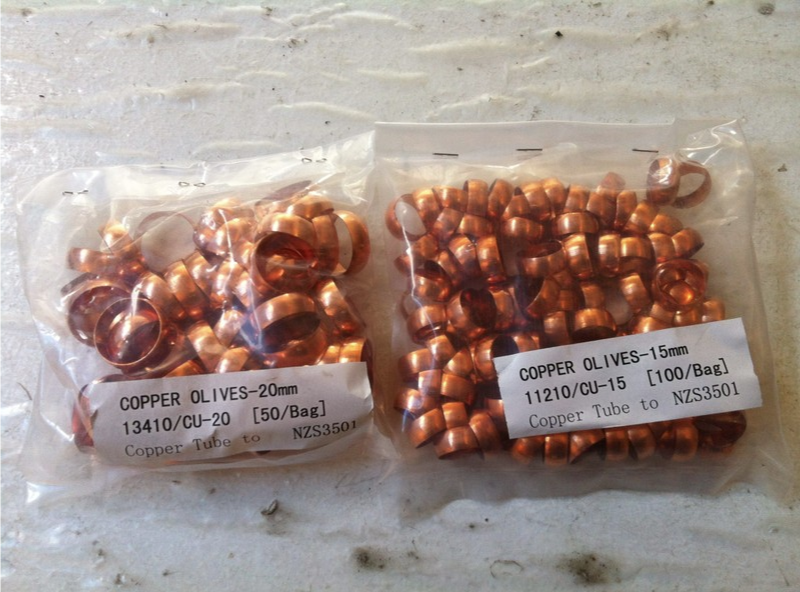 COPPER OLIVES-20mm
13410/CU-20 [50/Bag]
Copper Tube to NZS3501
COPPER OLIVES-15mm
11210/CU-15 [100/Bag]
Copper Tube to NZS3501